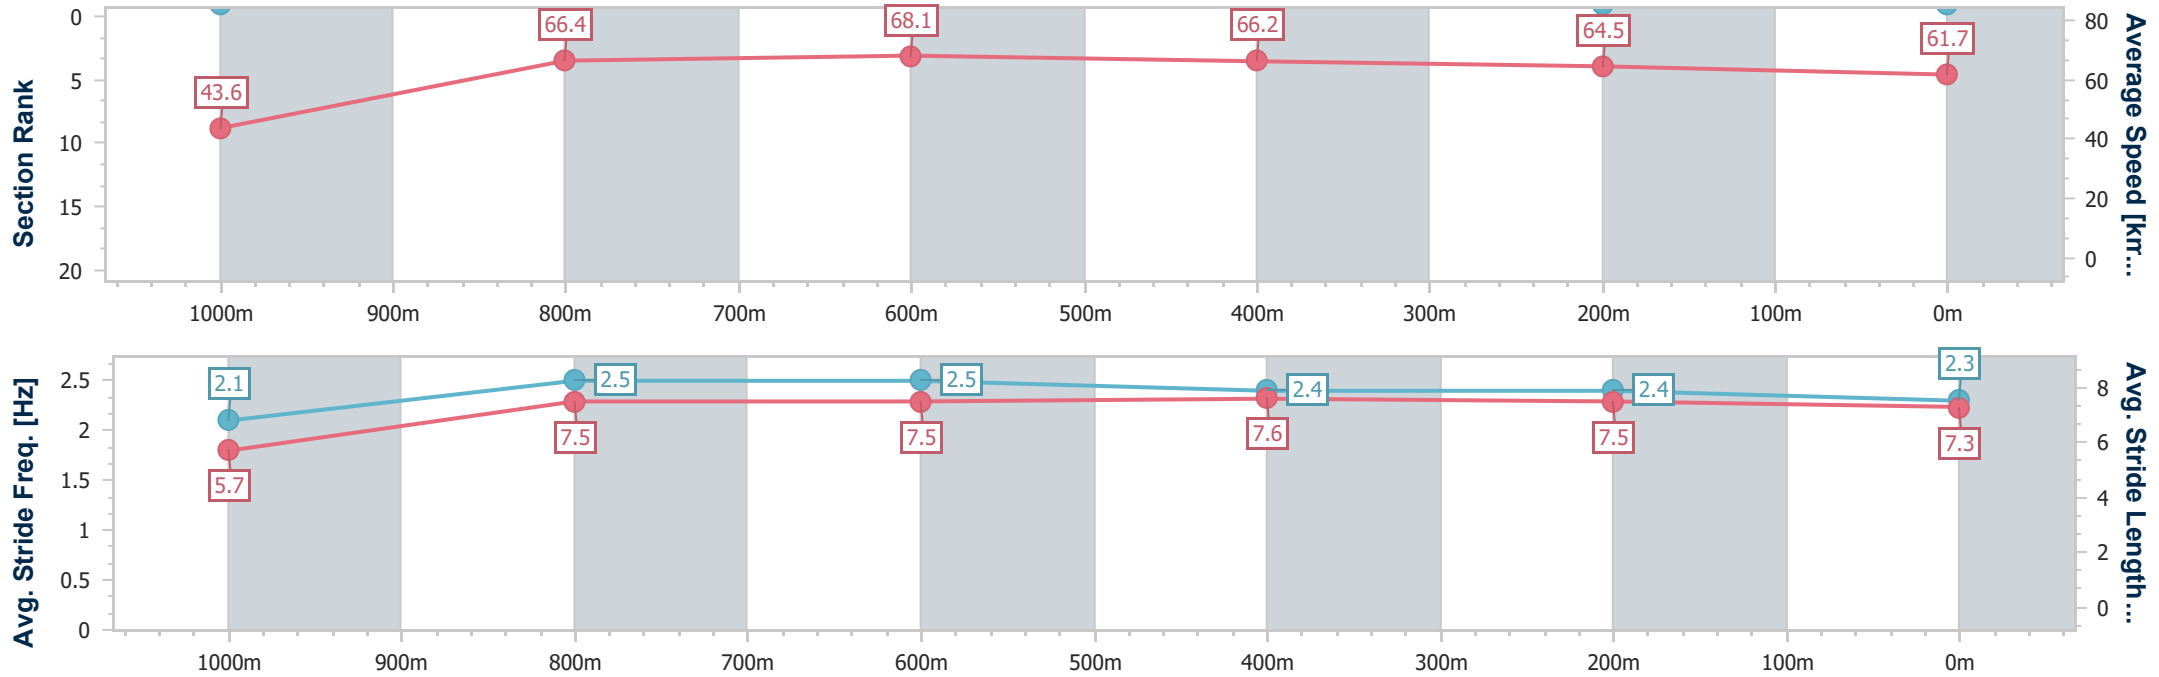 Section Rank
0
5
10
15
20
43.6
66.4
68.1
66.2
64.5
61.7
80
60
40
20
0
Average Speed [km...
1000m
900m
800m
700m
600m
500m
400m
300m
200m
100m
0m
Avg. Stride Freq. [Hz]
2.5
2
1.5
1
0.5
0
2.1
2.5
2.5
2.4
2.4
2.3
5.7
7.5
7.5
7.6
7.5
7.3
8
6
4
2
0
Avg. Stride Length...
1000m
900m
800m
700m
600m
500m
400m
300m
200m
100m
0m